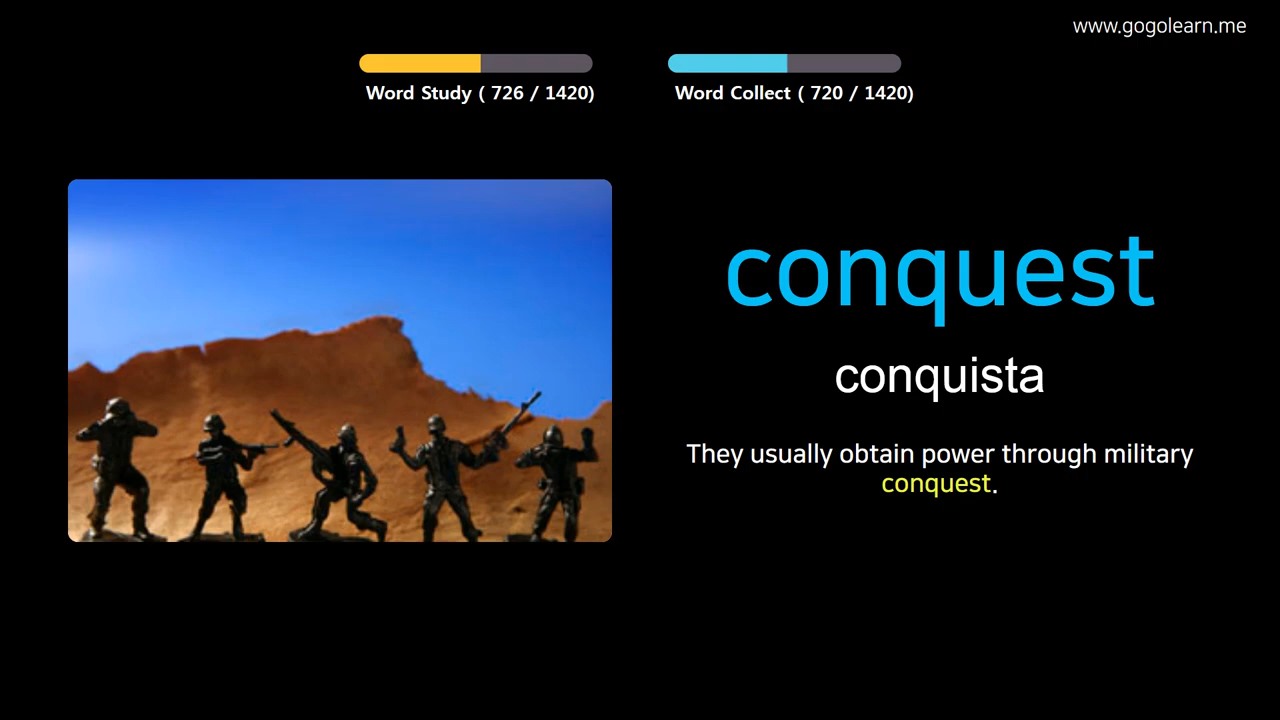 www.gogolearn.me
Word Study ( 726 / 1420)
Word Collect ( 720 / 1420)
conquest
conquista
They usually obtain power through military
conquest.